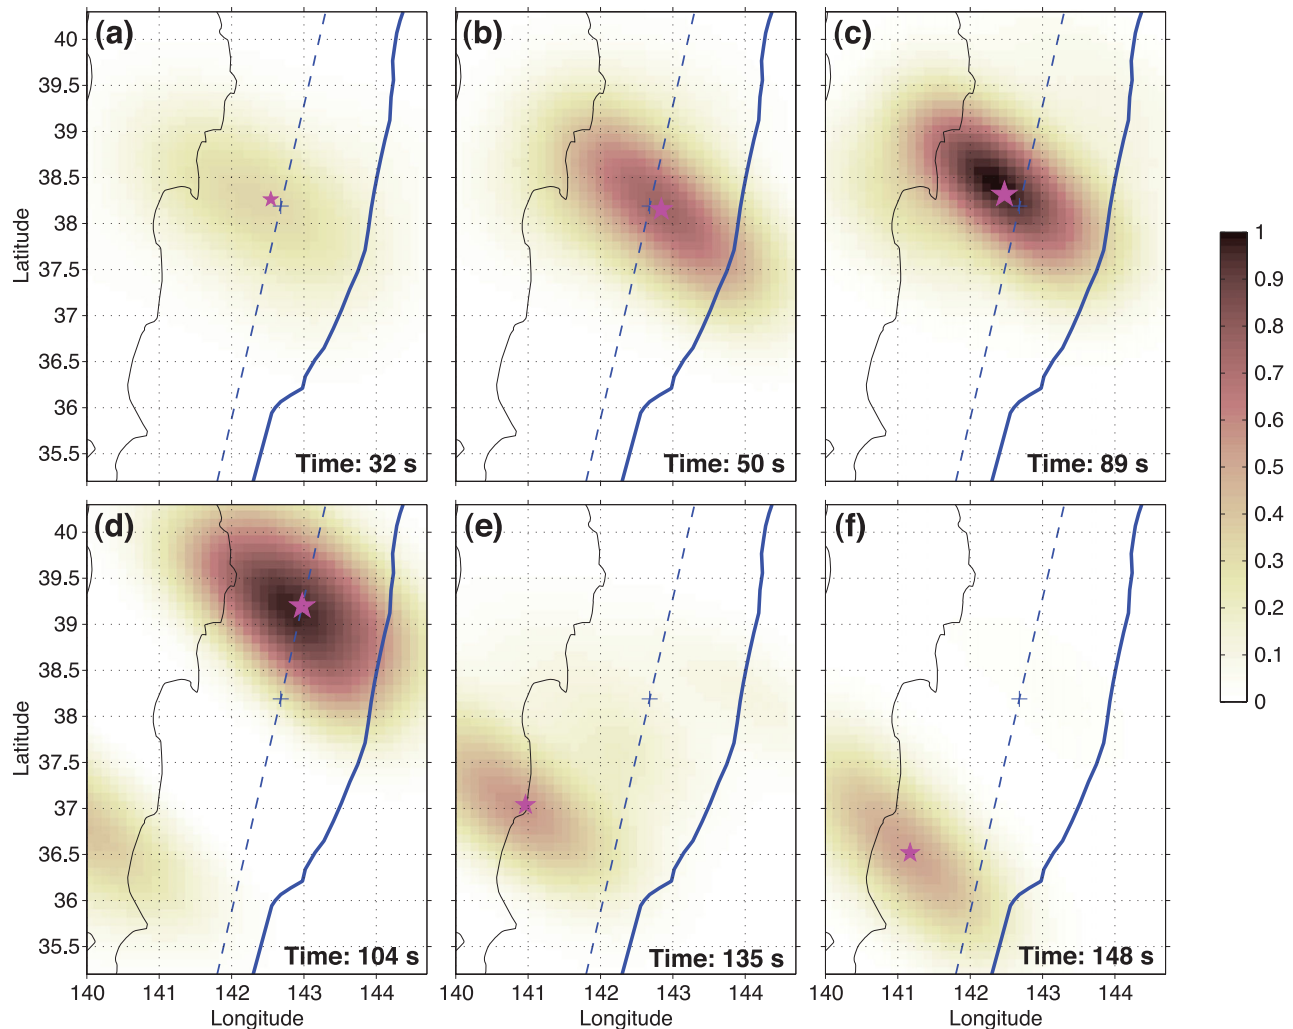 (a)
40
39.5
39
38.5
38
37.5
37
36.5
36
35.5
Latitude
Time: 32 s
(b)
Time: 50 s
(c)
Time: 89 s
1
0.9
0.8
0.7
0.6
0.5
0.4
0.3
0.2
0.1
0
(d)
40
39.5
39
38.5
38
37.5
37
36.5
36
35.5
Latitude
Time: 104 s
140 141 142 143 144
Longitude
(e)
Time: 135 s
140 141 142 143 144
Longitude
(f)
Time: 148 s
140 141 142 143 144
Longitude